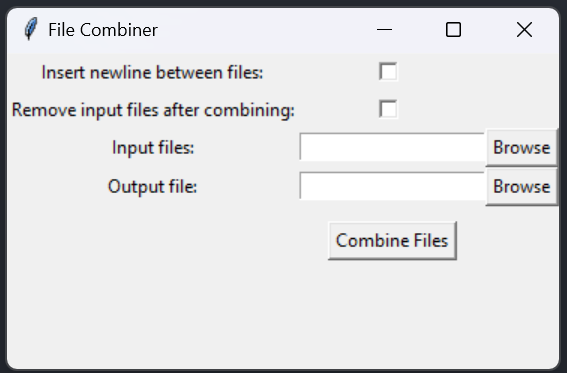 File Combiner
Insert newline between files:
Remove input files after combining:
Input files: Browse
Output file: Browse
Combine Files